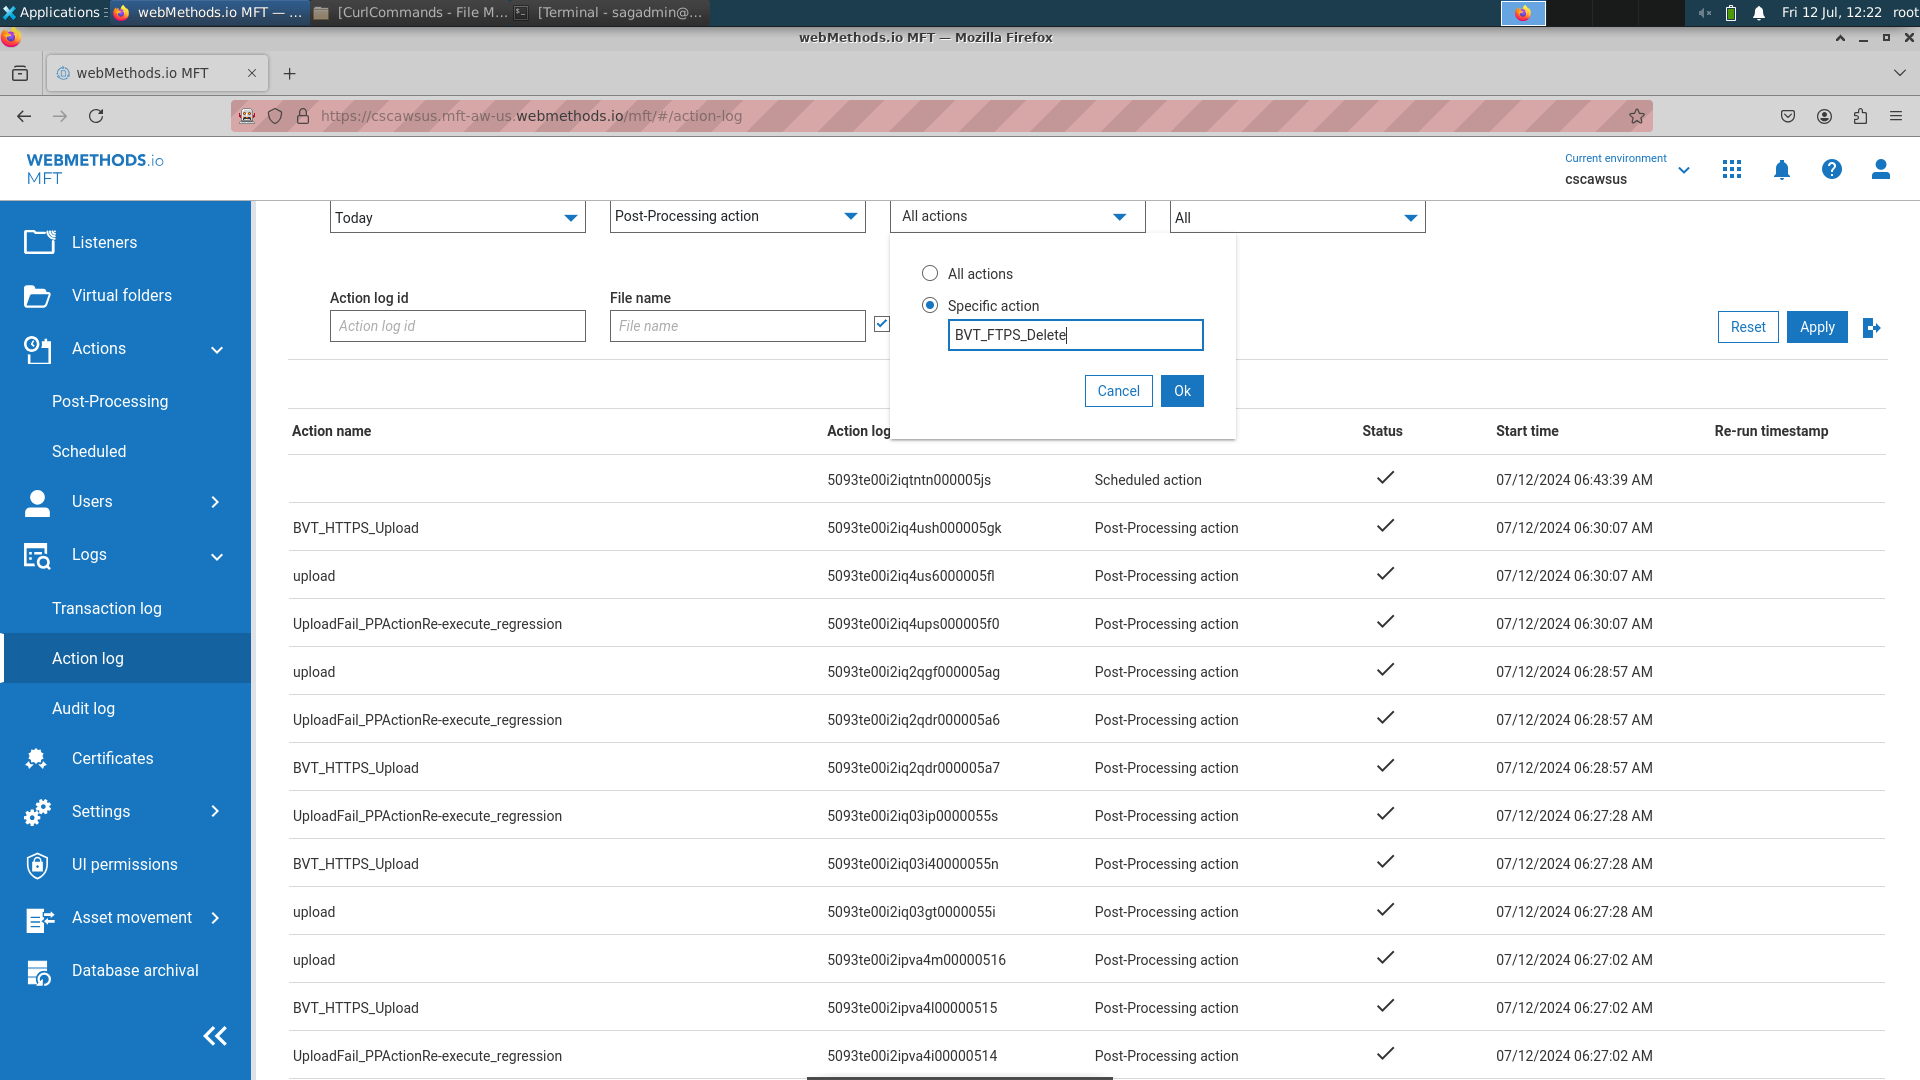 Applications
webMethods.io MFT — ...
[CurlCommands - File M...
[Terminal - sagadmin@...
Fri 12 Jul, 12:22
root
webMethods.io MFT — Mozilla Firefox
webMethods.io MFT
https://cscawsus.mft-aw-us.webmethods.io/mft/#/action-log
WEBMETHODS.io
MFT
Current environment
cscawsus
Listeners
Virtual folders
Actions
Post-Processing
Scheduled
Users
Logs
Transaction log
Action log
Audit log
Certificates
Settings
UI permissions
Asset movement
Database archival
Today
Post-Processing action
All actions
All
All actions
Specific action
BVT_FTPS_Delete
Cancel
Ok
Action log id
File name
Action log id
File name
Reset
Apply
Action name Action log Status Start time Re-run timestamp
5093te00i2iqtntn000005js Scheduled action 07/12/2024 06:43:39 AM
BVT_HTTPS_Upload 5093te00i2iq4ush000005gk Post-Processing action 07/12/2024 06:30:07 AM
upload 5093te00i2iq4us6000005fl Post-Processing action 07/12/2024 06:30:07 AM
UploadFail_PPActionRe-execute_regression 5093te00i2iq4ups000005f0 Post-Processing action 07/12/2024 06:30:07 AM
upload 5093te00i2iq2qgf000005ag Post-Processing action 07/12/2024 06:28:57 AM
UploadFail_PPActionRe-execute_regression 5093te00i2iq2qdr000005a6 Post-Processing action 07/12/2024 06:28:57 AM
BVT_HTTPS_Upload 5093te00i2iq2qdr000005a7 Post-Processing action 07/12/2024 06:28:57 AM
UploadFail_PPActionRe-execute_regression 5093te00i2iq03ip0000055s Post-Processing action 07/12/2024 06:27:28 AM
BVT_HTTPS_Upload 5093te00i2iq03i40000055n Post-Processing action 07/12/2024 06:27:28 AM
upload 5093te00i2iq03gt0000055i Post-Processing action 07/12/2024 06:27:28 AM
upload 5093te00i2ipva4m00000516 Post-Processing action 07/12/2024 06:27:02 AM
BVT_HTTPS_Upload 5093te00i2ipva4l00000515 Post-Processing action 07/12/2024 06:27:02 AM
UploadFail_PPActionRe-execute_regression 5093te00i2ipva4i00000514 Post-Processing action 07/12/2024 06:27:02 AM